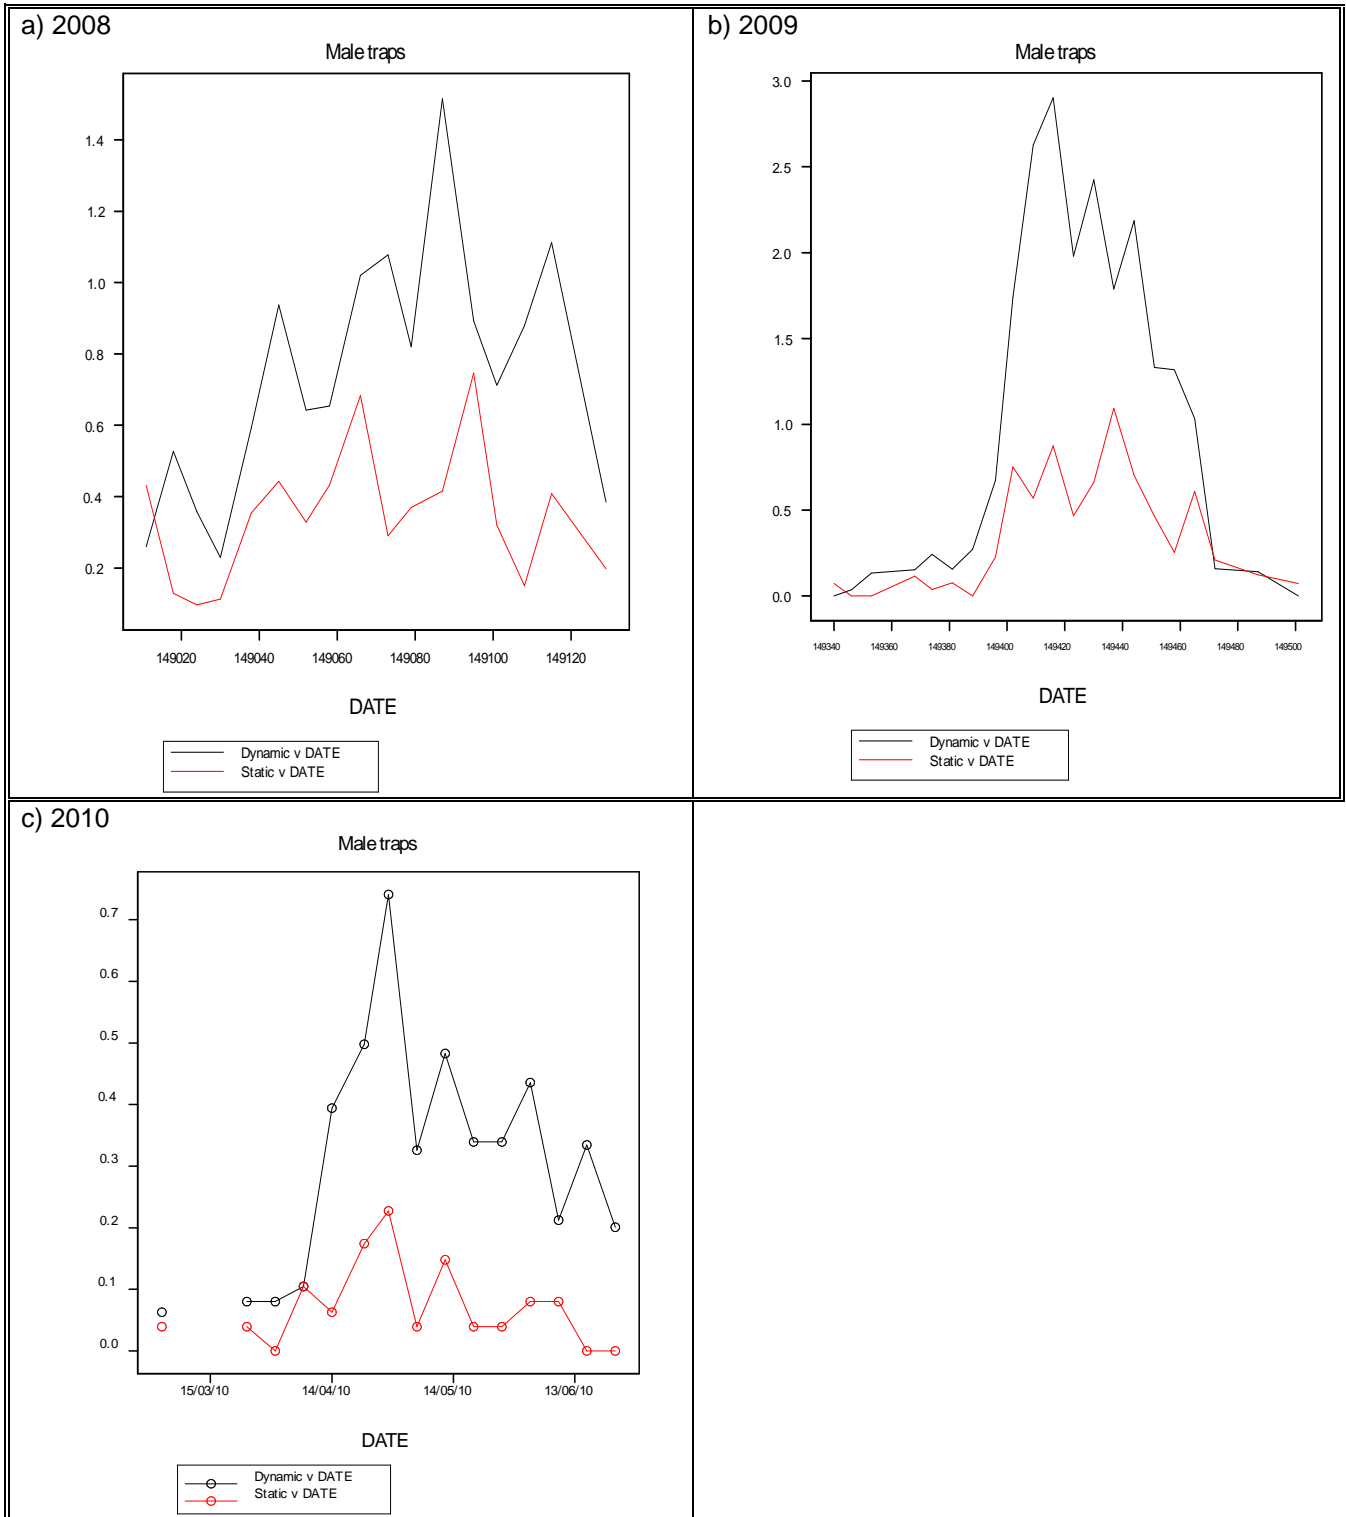 a) 2008
Male traps
1.4
1.2
1.0
0.8
0.6
0.4
0.2
149020 149040 149060 149080 149100 149120
DATE
Dynamic v DATE
Static v DATE
b) 2009
Male traps
3.0
2.5
2.0
1.5
1.0
0.5
0.0
149340 149360 149380 149400 149420 149440 149460 149480 149500
DATE
Dynamic v DATE
Static v DATE
c) 2010
Male traps
0.7
0.6
0.5
0.4
0.3
0.2
0.1
0.0
15/03/10 14/04/10 14/05/10 13/06/10
DATE
Dynamic v DATE
Static v DATE